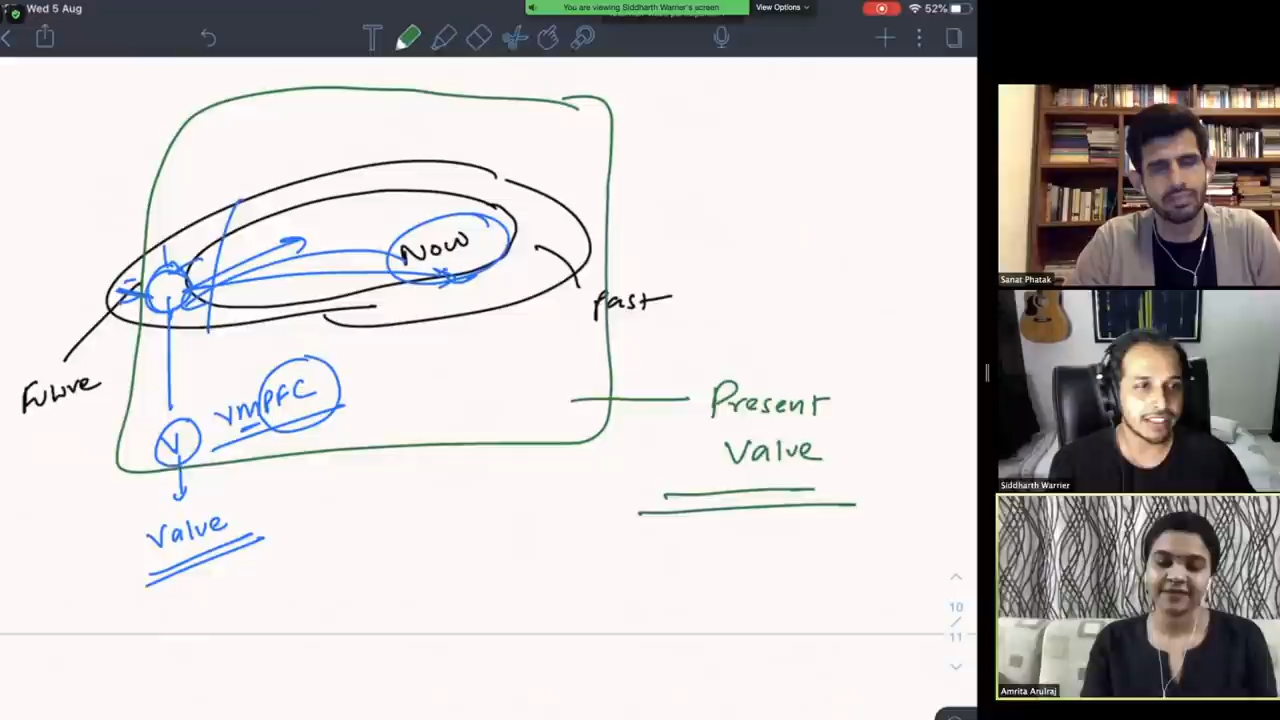 Wed 5 Aug
You are viewing Siddharth Warrier's screen
View Options
52%
Now
Past
Future
vmPFC
V
Value
Present
Value
10
/
11
Sanat Phatak
Siddharth Warrier
Amrita Arulraj